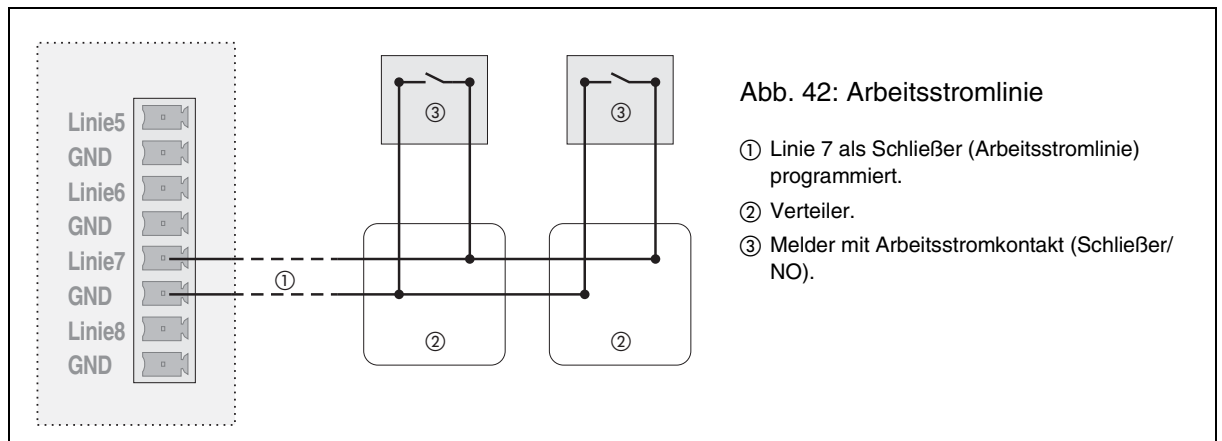 Linie5
GND
Linie6
GND
Linie7
GND
Linie8
GND
①
③
③
②
②
Abb. 42: Arbeitsstromlinie
① Linie 7 als Schließer (Arbeitsstromlinie)
programmiert.
② Verteiler.
③ Melder mit Arbeitsstromkontakt (Schließer/
NO).